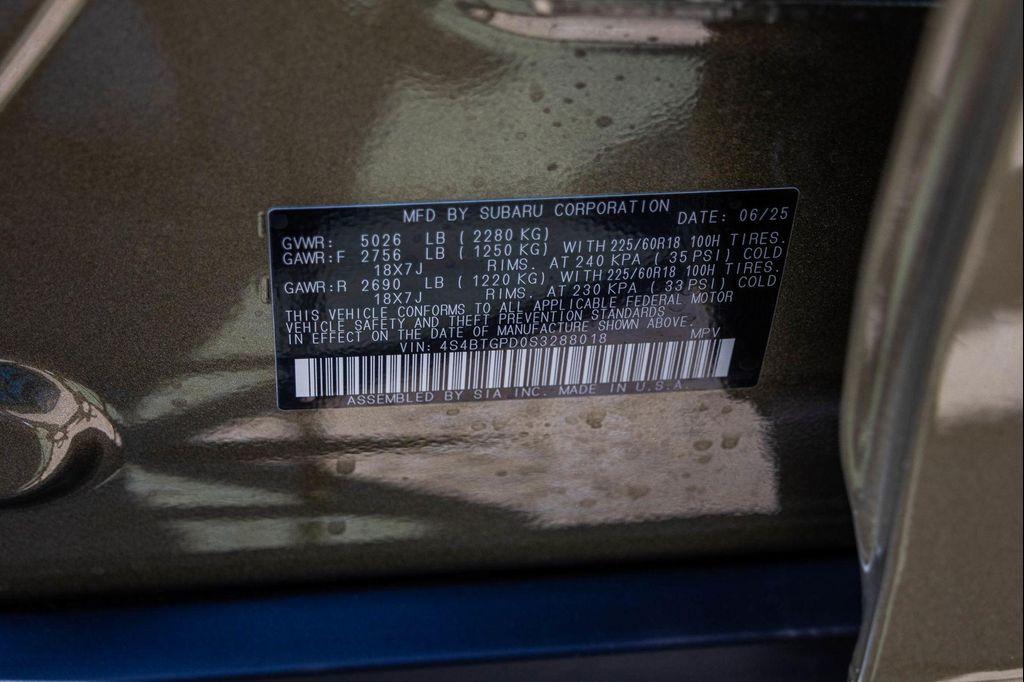 MFD BY SUBARU CORPORATION DATE: 06/25
GVWR: 5026 LB ( 2280 KG)
GAWR:F 2756 LB ( 1250 KG) WITH 225/60R18 100H TIRES.
18X7J RIMS. AT 240 KPA ( 35 PSI) COLD
GAWR:R 2690 LB ( 1220 KG) WITH 225/60R18 100H TIRES.
18X7J RIMS. AT 230 KPA ( 33 PSI) COLD
THIS VEHICLE CONFORMS TO ALL APPLICABLE FEDERAL MOTOR
VEHICLE SAFETY AND THEFT PREVENTION STANDARDS
IN EFFECT ON THE DATE OF MANUFACTURE SHOWN ABOVE.
VIN: 4S4BTGPD0S3288018 MPV
ASSEMBLED BY SIA INC. MADE IN U.S.A.